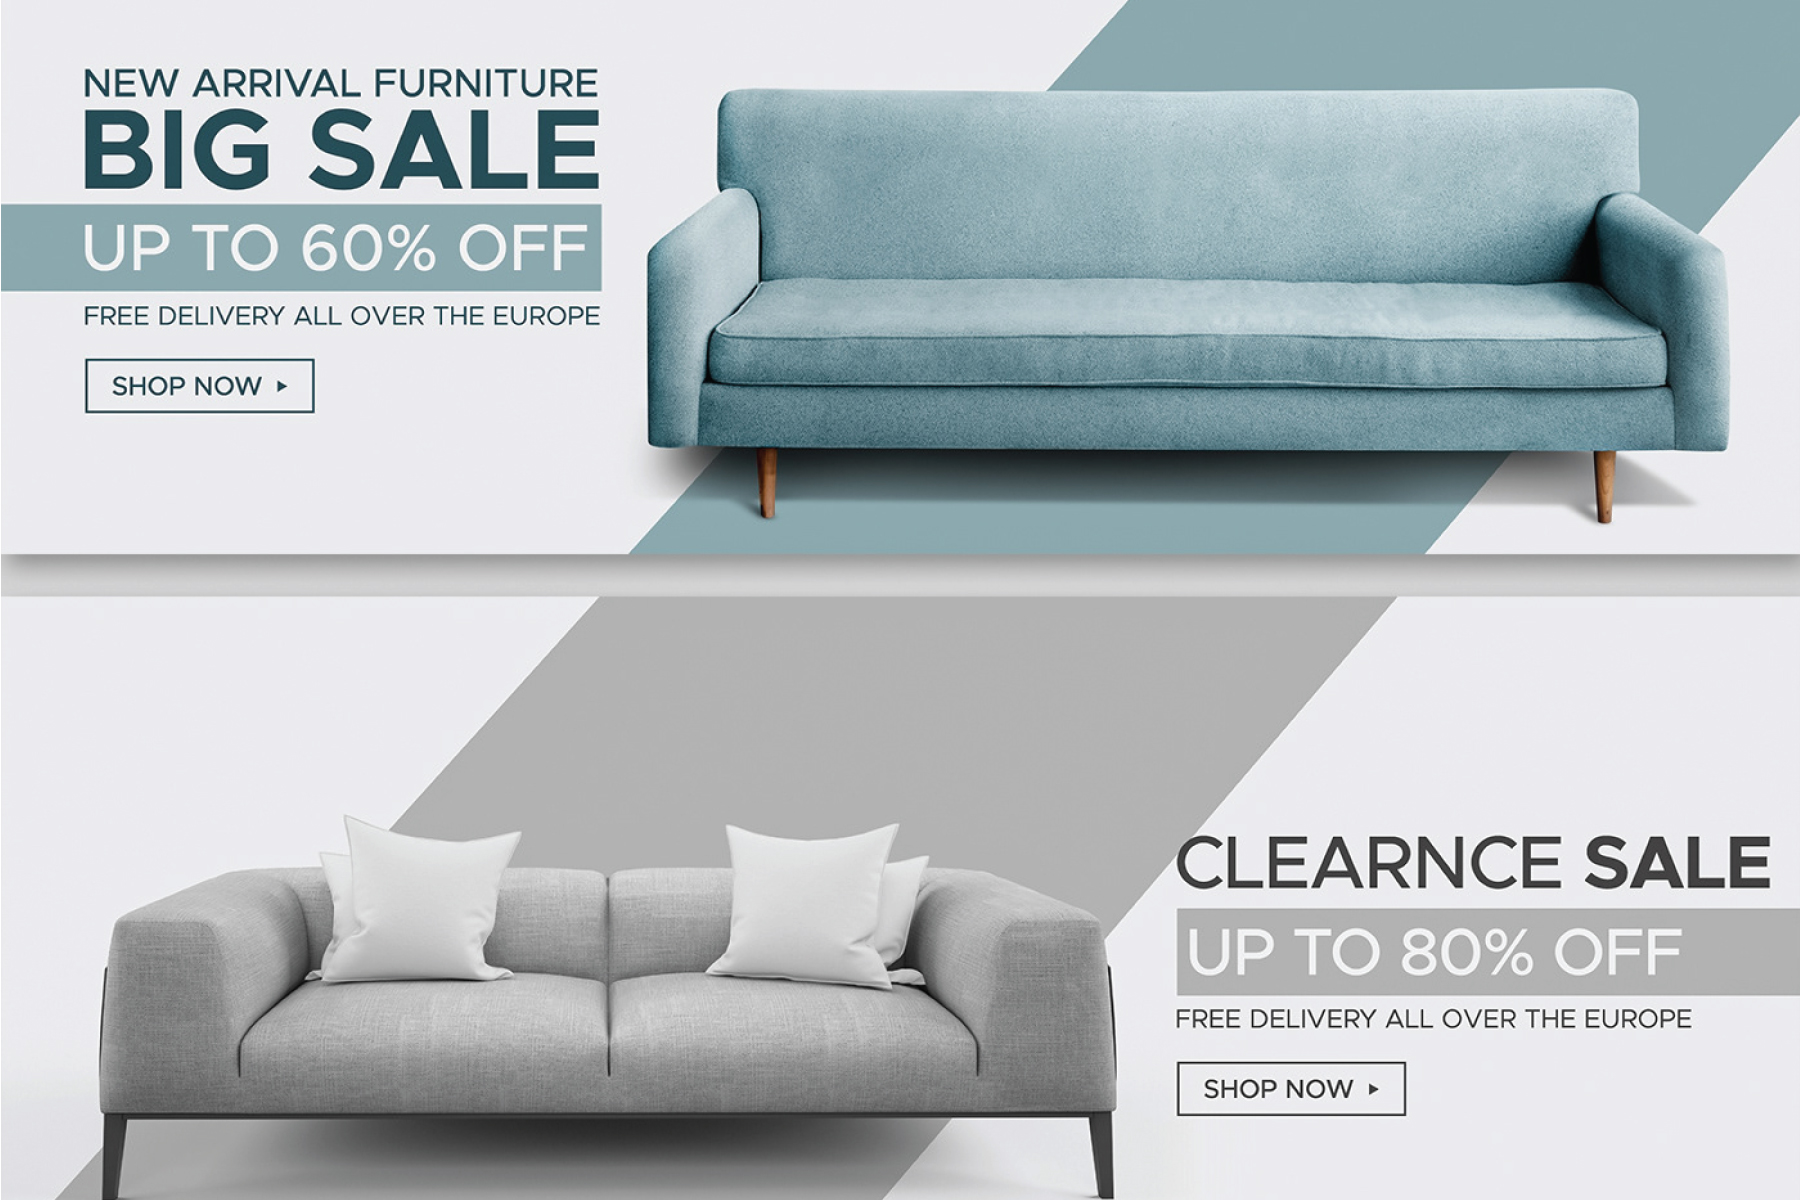 NEW ARRIVAL FURNITURE
BIG SALE
UP TO 60% OFF
FREE DELIVERY ALL OVER THE EUROPE
SHOP NOW
CLEARNCE SALE
UP TO 80% OFF
FREE DELIVERY ALL OVER THE EUROPE
SHOP NOW